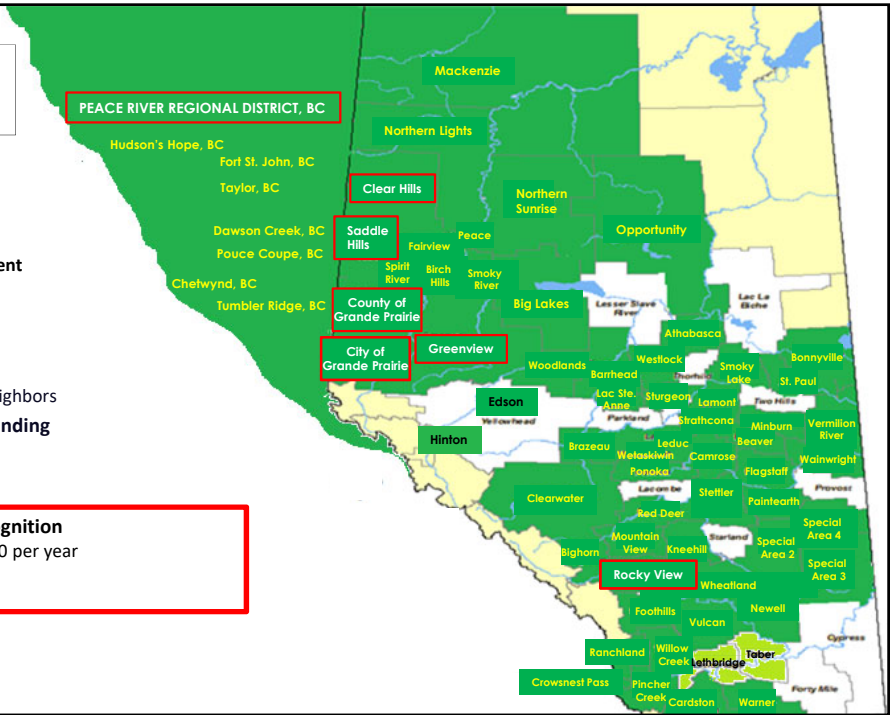 ent
ighbors
nding
gnition
0 per year
PEACE RIVER REGIONAL DISTRICT, BC
Hudson's Hope, BC
Fort St. John, BC
Taylor, BC
Dawson Creek, BC
Pouce Coupe, BC
Chetwynd, BC
Tumbler Ridge, BC
Mackenzie
Northern Lights
Clear Hills
Northern
Sunrise
Opportunity
Saddle
Hills
Fairview
Peace
Spirit
River
Birch
Hills
Smoky
River
Big Lakes
Lesser Slave
River
Lac La
Biche
County of
Grande Prairie
City of
Grande Prairie
Greenview
Athabasca
Woodlands
Westlock
Barrhead
Thorhild
Smoky
Lake
Bonnyville
St. Paul
Edson
Yellowhead
Hinton
Lac Ste.
Anne
Sturgeon
Lamont
Two Hills
Parkland
Strathcona
Minburn
Vermilion
River
Brazeau
Leduc
Beaver
Wetaskiwin
Camrose
Wainwright
Ponoka
Flagstaff
Clearwater
Lacombe
Stettler
Provost
Paintearth
Red Deer
Mountain
View
Kneehill
Starland
Special
Area 2
Special
Area 4
Bighorn
Special
Area 3
Rocky View
Wheatland
Foothills
Newell
Vulcan
Cypress
Ranchland
Willow
Creek
Lethbridge
Taber
Crowsnest Pass
Pincher
Creek
Cardston
Warner
Forty Mile